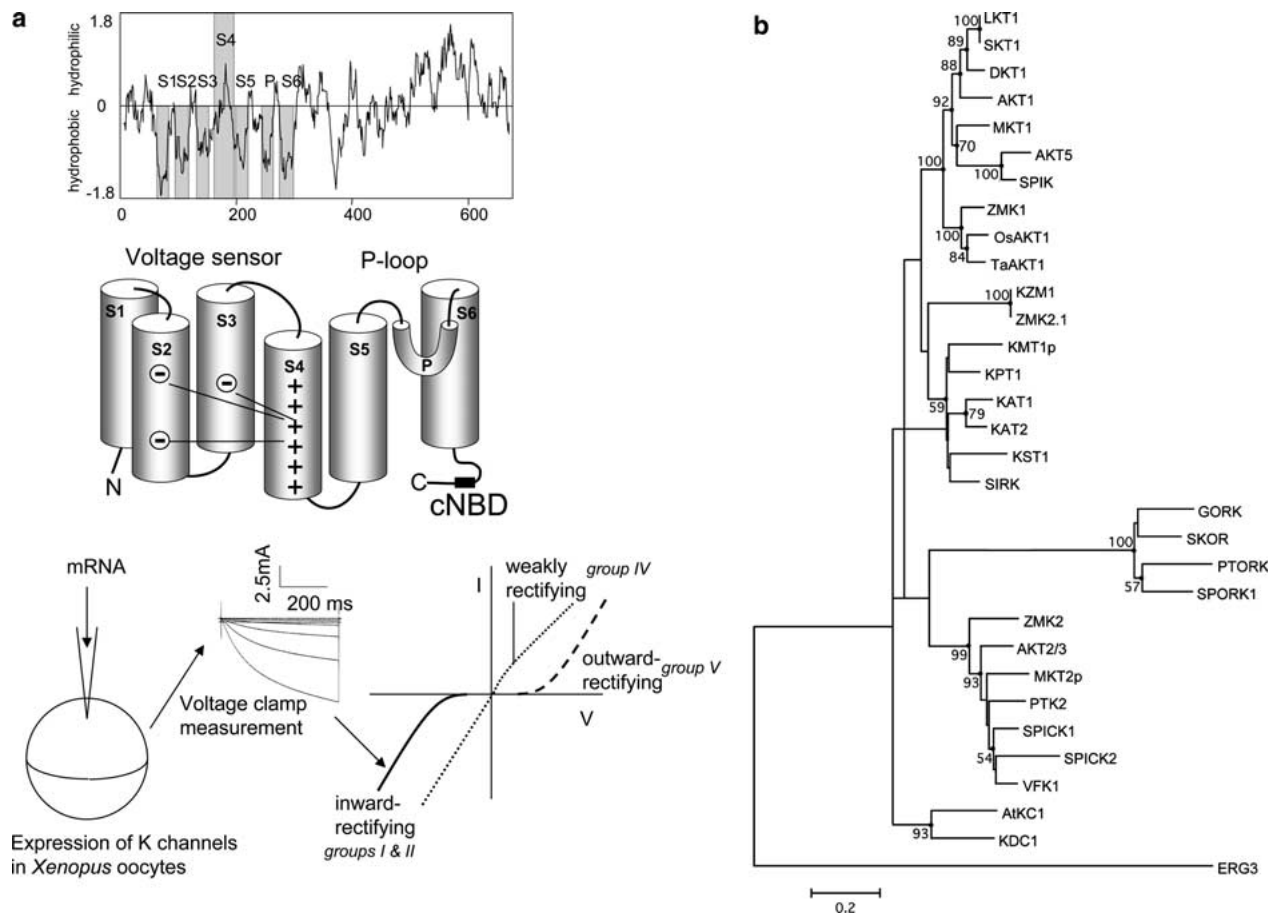 a
1.8
hydrophilic
S4
S1
S2
S3
S5
P
S6
0
hydrophobic
-1.8
0
200
400
600
Voltage sensor
P-loop
S1
S2
S3
S4
S5
P
S6
−
−
−
+
+
+
+
+
+
N
C
cNBD
mRNA
2.5mA
200 ms
Voltage clamp
measurement
I
weakly
rectifying
group IV
outward-
rectifying
group V
V
inward-
rectifying
groups I & II
Expression of K channels
in Xenopus oocytes
b
100
LKT1
SKT1
89
DKT1
88
AKT1
92
MKT1
70
AKT5
100
SPIK
100
ZMK1
100
OsAKT1
84
TaAKT1
KZM1
100
ZMK2.1
KMT1p
KPT1
59
KAT1
79
KAT2
KST1
SIRK
GORK
100
SKOR
PTORK
57
SPORK1
ZMK2
99
AKT2/3
93
MKT2p
PTK2
SPICK1
54
SPICK2
VFK1
AtKC1
93
KDC1
ERG3
0.2